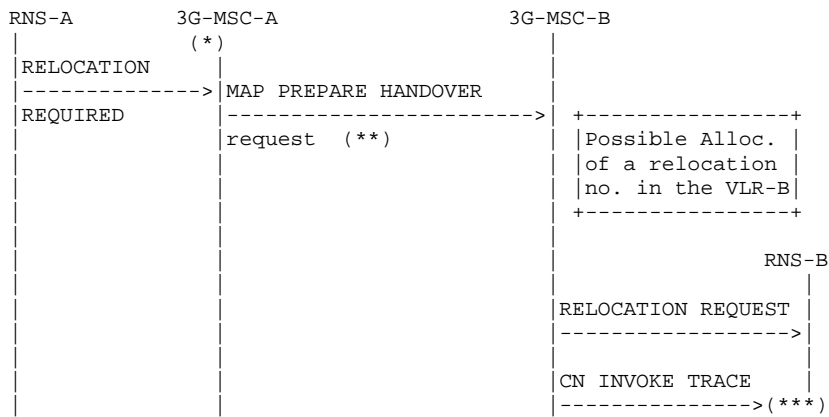 RNS-A 3G-MSC-A 3G-MSC-B
(*)
RELOCATION
MAP PREPARE HANDOVER
REQUIRED
request (**)
Possible Alloc.
of a relocation
no. in the VLR-B
RNS-B
RELOCATION REQUEST
CN INVOKE TRACE
(***)